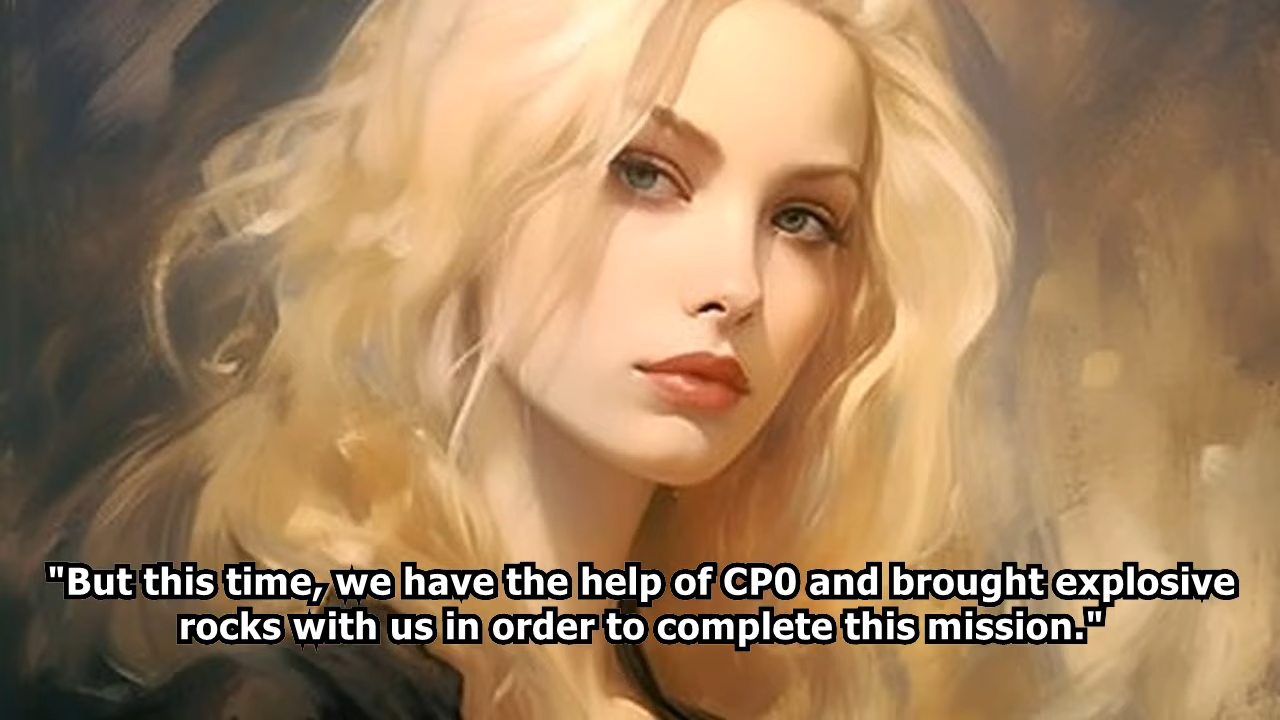 "But this time, we have the help of CP0 and brought explosive
rocks with us in order to complete this mission."